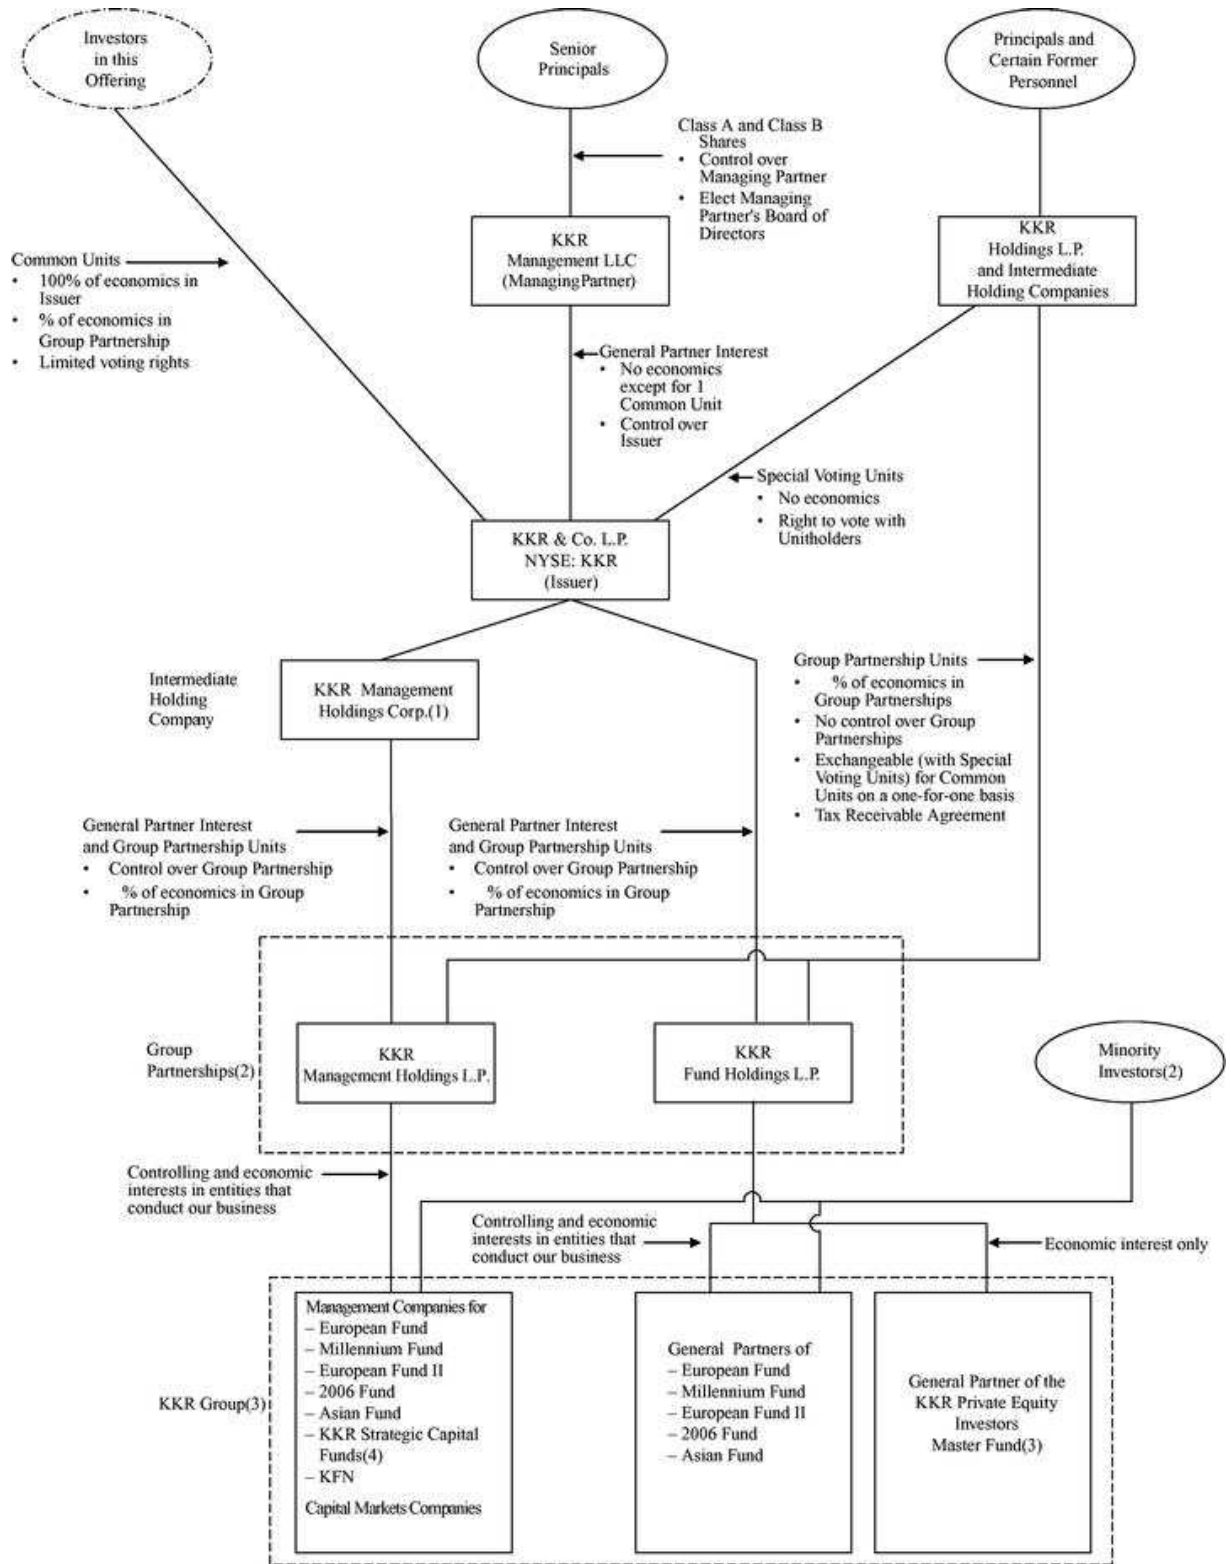 Investors
in this
Offering
Senior
Principals
Principals and
Certain Former
Personnel
Class A and Class B
Shares
• Control over
Managing Partner
• Elect Managing
Partner's Board of
Directors
KKR
Management LLC
(Managing Partner)
KKR
Holdings L.P.
and Intermediate
Holding Companies
Common Units
• 100% of economics in
Issuer
• % of economics in
Group Partnership
• Limited voting rights
General Partner Interest
• No economics
except for 1
Common Unit
• Control over
Issuer
Special Voting Units
• No economics
• Right to vote with
Unitholders
KKR & Co. L.P.
NYSE: KKR
(Issuer)
Intermediate
Holding
Company
KKR Management
Holdings Corp.(1)
Group Partnership Units
• % of economics in
Group Partnerships
• No control over Group
Partnerships
• Exchangeable (with Special
Voting Units) for Common
Units on a one-for-one basis
• Tax Receivable Agreement
General Partner Interest
and Group Partnership Units
• Control over Group Partnership
• % of economics in Group
Partnership
General Partner Interest
and Group Partnership Units
• Control over Group Partnership
• % of economics in Group
Partnership
Group
Partnerships(2)
KKR
Management Holdings L.P.
KKR
Fund Holdings L.P.
Minority
Investors(2)
Controlling and economic
interests in entities that
conduct our business
Controlling and economic
interests in entities that
conduct our business
Economic interest only
KKR Group(3)
Management Companies for
– European Fund
– Millennium Fund
– European Fund II
– 2006 Fund
– Asian Fund
– KKR Strategic Capital
Funds(4)
– KFN
Capital Markets Companies
General Partners of
– European Fund
– Millennium Fund
– European Fund II
– 2006 Fund
– Asian Fund
General Partner of the
KKR Private Equity
Investors
Master Fund(3)